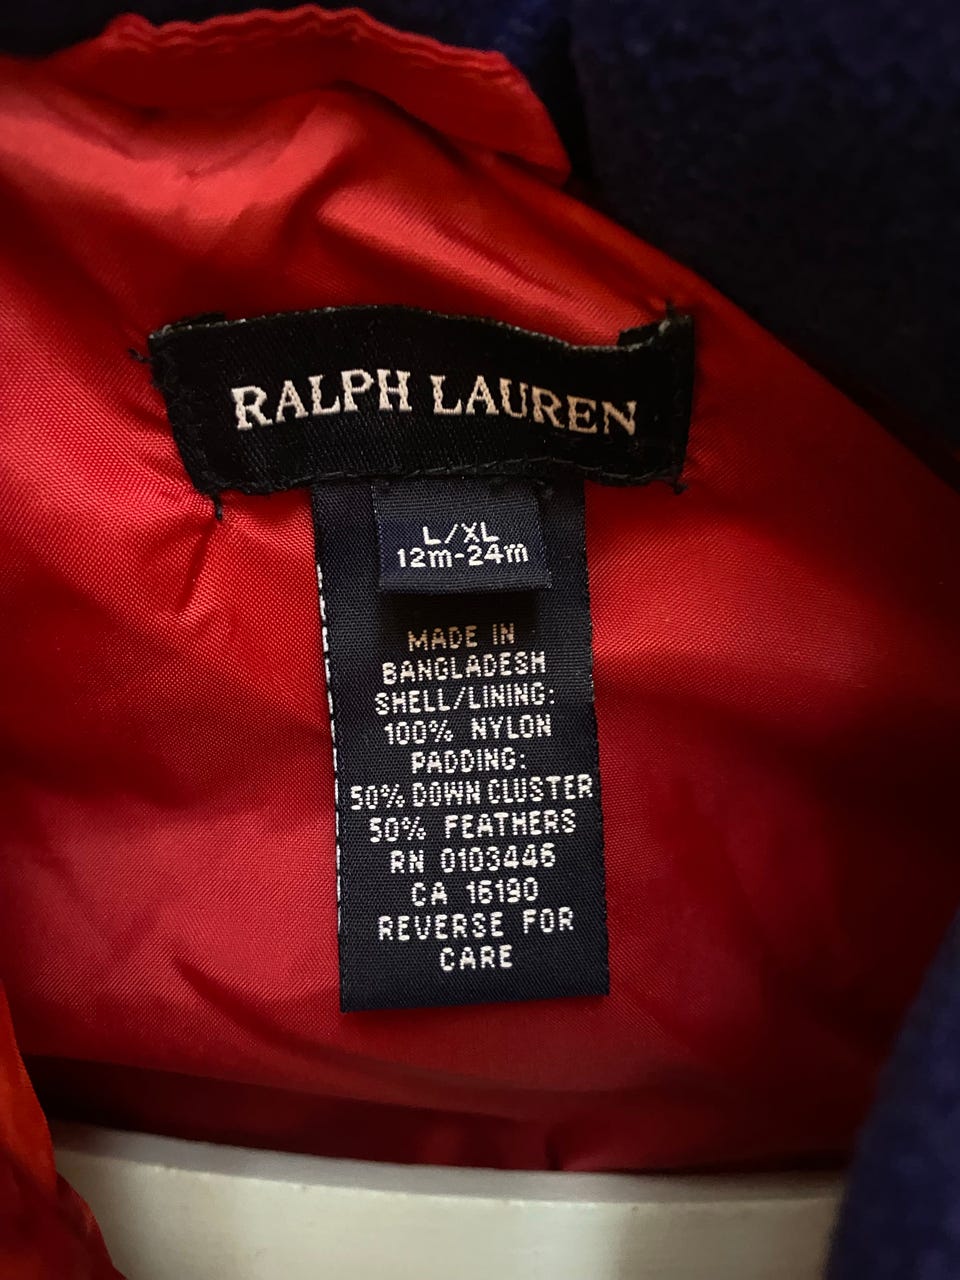 RALPH LAUREN
L/XL
12m-24m
MADE IN
BANGLADESH
SHELL/LINING:
100% NYLON
PADDING:
50% DOWN CLUSTER
50% FEATHERS
RN 0103446
CA 16190
REVERSE FOR
CARE